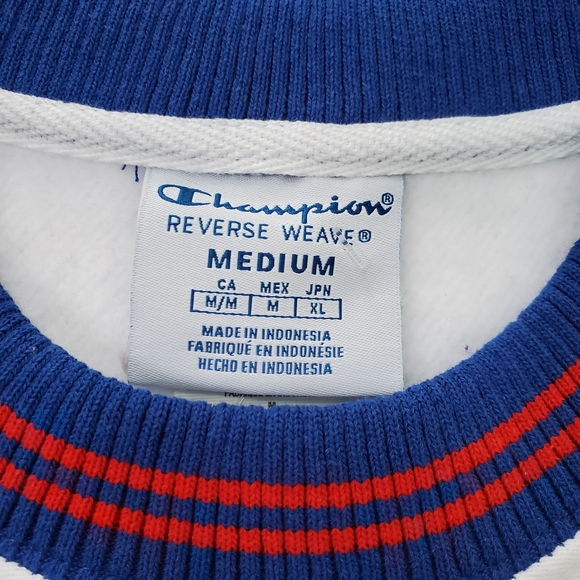 Champion®
REVERSE WEAVE®
MEDIUM
CA MEX JPN
M/M M XL
MADE IN INDONESIA
FABRIQUÉ EN INDONÉSIE
HECHO EN INDONESIA